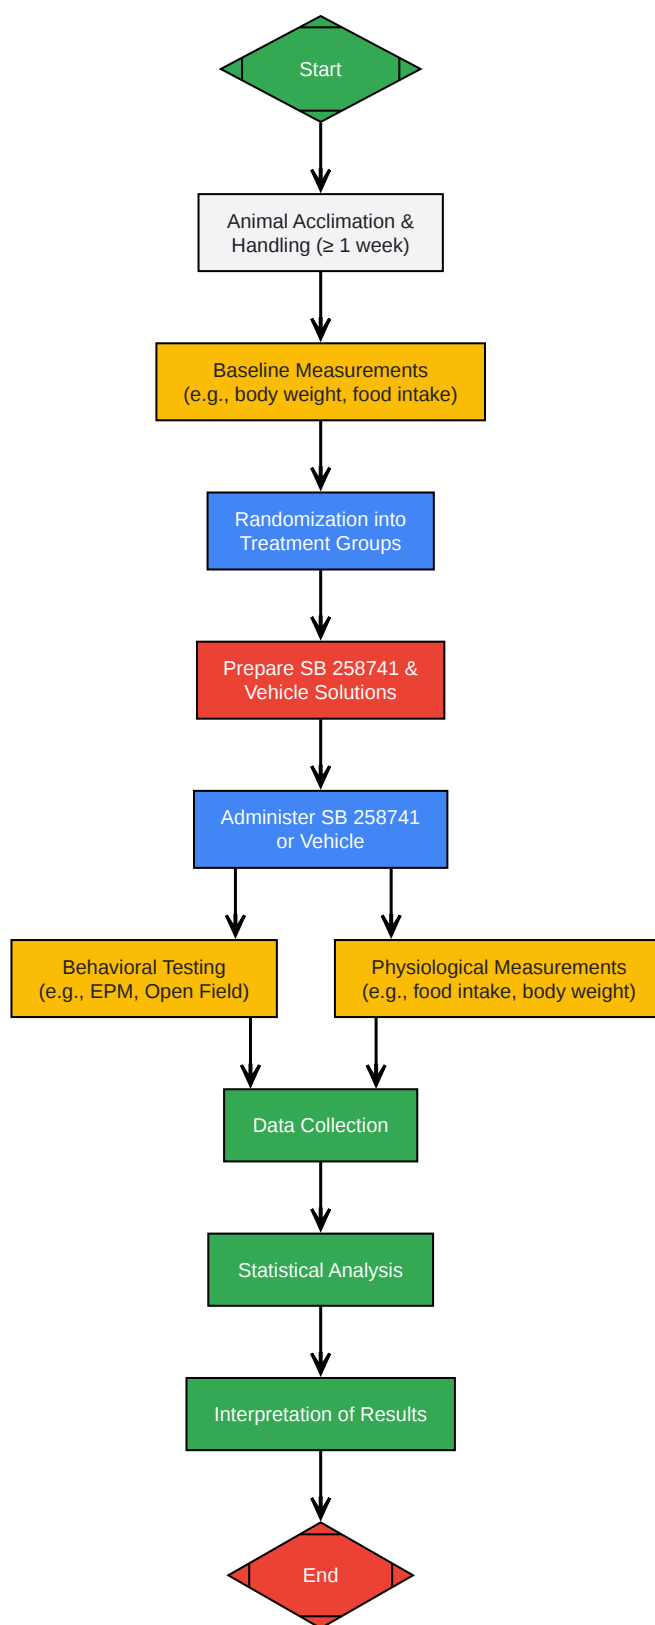 Start
Animal Acclimation &
Handling (≥ 1 week)
Baseline Measurements
(e.g., body weight, food intake)
Randomization into
Treatment Groups
Prepare SB 258741 &
Vehicle Solutions
Administer SB 258741
or Vehicle
Behavioral Testing
(e.g., EPM, Open Field)
Physiological Measurements
(e.g., food intake, body weight)
Data Collection
Statistical Analysis
Interpretation of Results
End